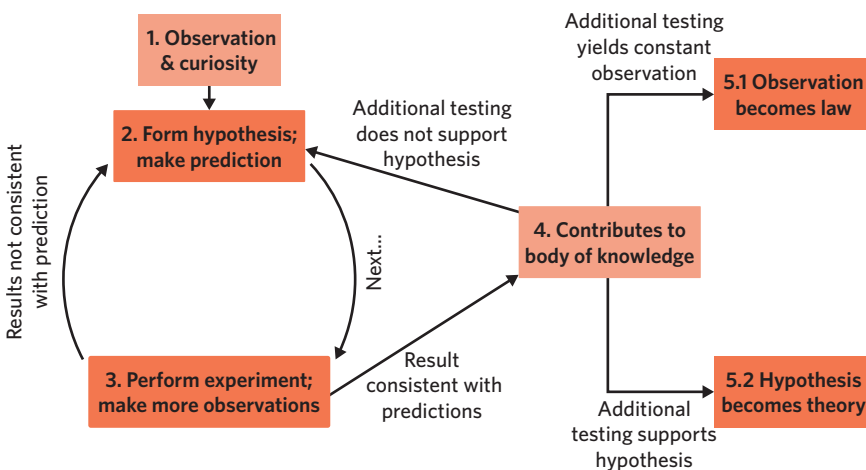 1. Observation
& curiosity
2. Form hypothesis;
make prediction
Results not consistent
with prediction
Next...
3. Perform experiment;
make more observations
Result
consistent with
predictions
Additional testing
does not support
hypothesis
4. Contributes to
body of knowledge
Additional testing
yields constant
observation
5.1 Observation
becomes law
Additional
testing supports
hypothesis
5.2 Hypothesis
becomes theory